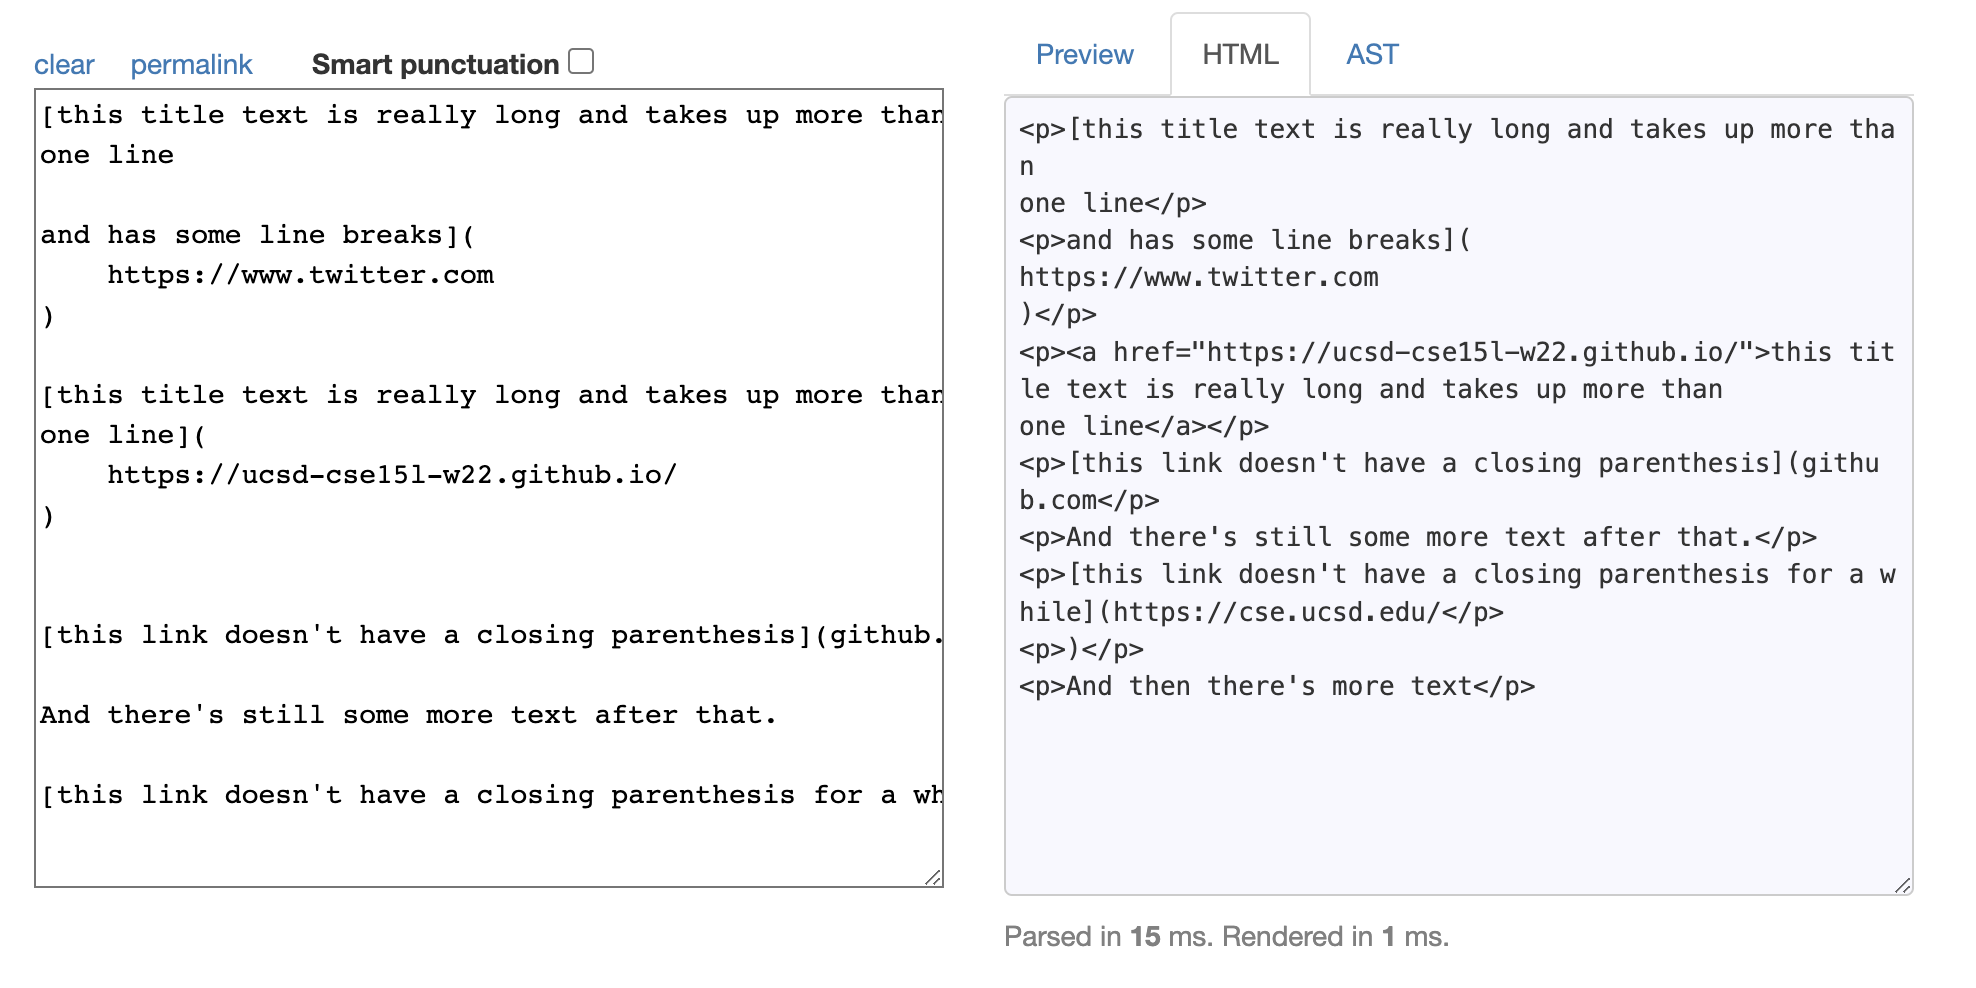 clear permalink Smart punctuation
[this title text is really long and takes up more than
one line
and has some line breaks](
https://www.twitter.com
)
[this title text is really long and takes up more than
one line](
https://ucsd-cse15l-w22.github.io/
)
[this link doesn't have a closing parenthesis](github.
And there's still some more text after that.
[this link doesn't have a closing parenthesis for a wh
Preview HTML AST
<p>[this title text is really long and takes up more tha
n
one line</p>
<p>and has some line breaks](
https://www.twitter.com
)</p>
<p><a href="https://ucsd-cse15l-w22.github.io/">this tit
le text is really long and takes up more than
one line</a></p>
<p>[this link doesn't have a closing parenthesis](githu
b.com</p>
<p>And there's still some more text after that.</p>
<p>[this link doesn't have a closing parenthesis for a w
hile](https://cse.ucsd.edu/</p>
<p>)</p>
<p>And then there's more text</p>
Parsed in 15 ms. Rendered in 1 ms.